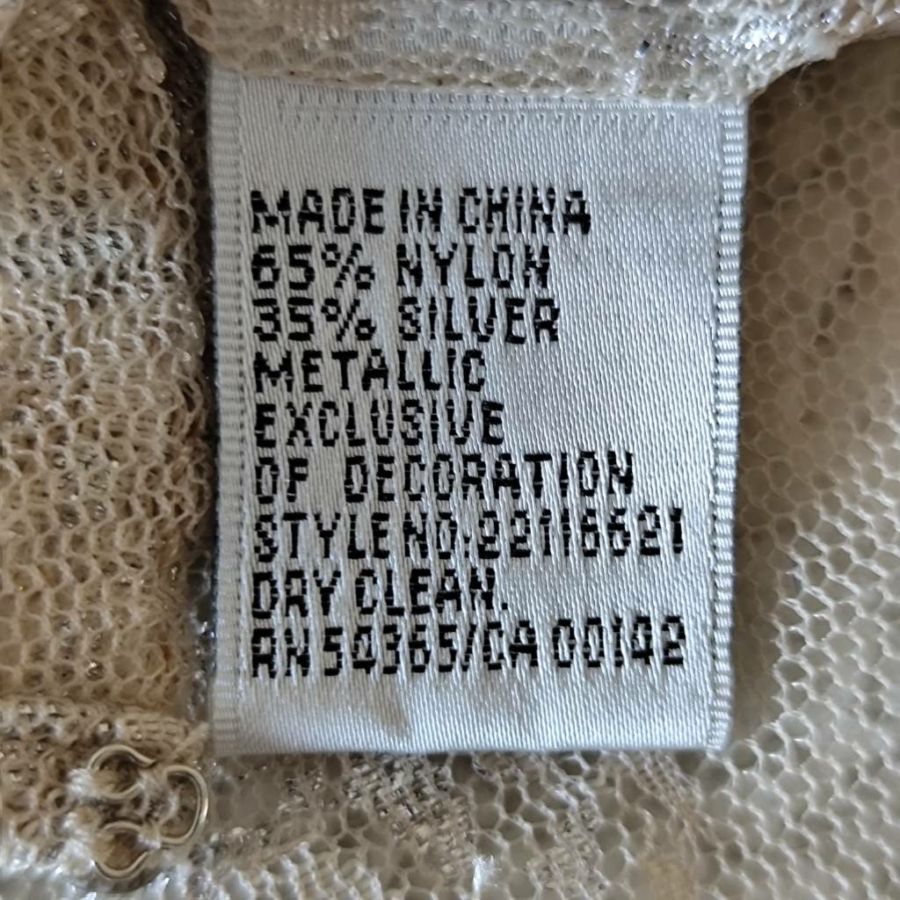 MADE IN CHINA
65% NYLON
35% SILVER
METALLIC
EXCLUSIVE
OF DECORATION
STYLE NO.22116621
DRY CLEAN.
RN 54365/CA 00142